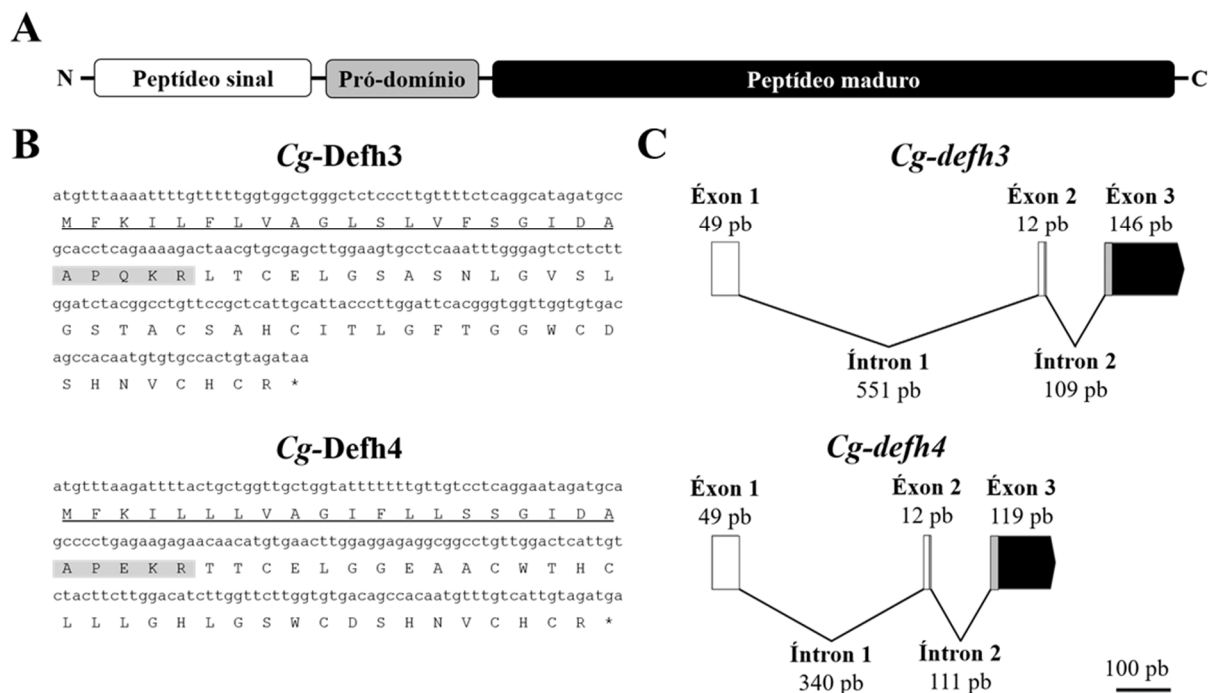 A
N Peptídeo sinal Pró-domínio Peptídeo maduro C
B
Cg-Defh3
atgtttaaaattttgtttttggtggctgggctctcccttgttttctcaggcatagatgcc
M F K I L F L V A G L S L V F S G I D A
gcacctcagaaaagactaacgtgcgagcttggaagtgcctcaaatttgggagtctctctt
A P Q K R L T C E L G S A S N L G V S L
ggatctacggcctgttccgctcattgcattacccttggattcacgggtggttggtgtgac
G S T A C S A H C I T L G F T G G W C D
agccacaatgtgtgccactgtagataa
S H N V C H C R *
Cg-Defh4
atgtttaagattttactgctggttgctggtatttttttgttgtcctcaggaatagatgca
M F K I L L L V A G I F L L S S G I D A
gcccctgagaagagaacaacatgtgaacttggaggagaggcggcctgttggactcattgt
A P E K R T T C E L G G E A A C W T H C
ctacttcttggacatcttggttcttggtgtgacagccacaatgtttgtcattgtagatga
L L L G H L G S W C D S H N V C H C R *
C
Cg-defh3
Éxon 1 Éxon 2 Éxon 3
49 pb 12 pb 146 pb
Íntron 1 Íntron 2
551 pb 109 pb
Cg-defh4
Éxon 1 Éxon 2 Éxon 3
49 pb 12 pb 119 pb
Íntron 1 Íntron 2
340 pb 111 pb
100 pb